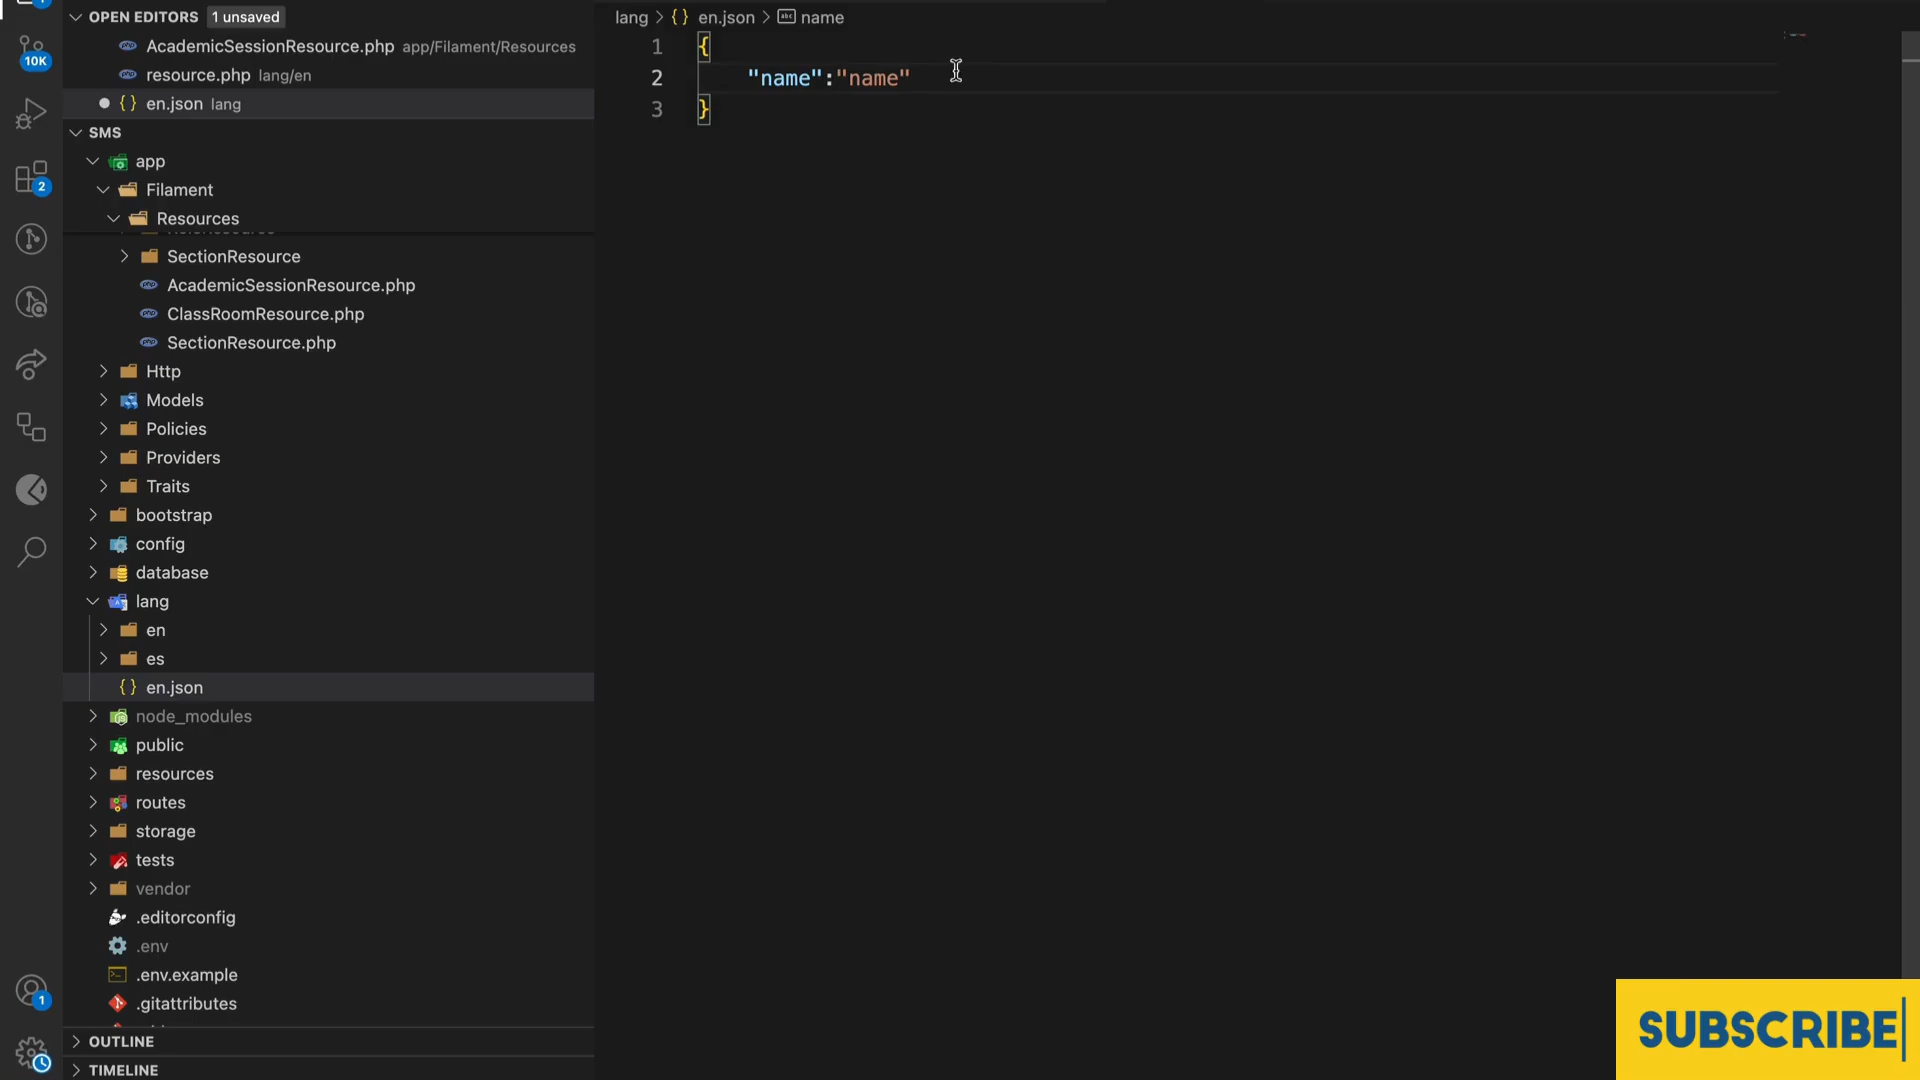 OPEN EDITORS 1 unsaved
AcademicSessionResource.php app/Filament/Resources
resource.php lang/en
en.json lang
SMS
app
Filament
Resources
SectionResource
AcademicSessionResource.php
ClassRoomResource.php
SectionResource.php
Http
Models
Policies
Providers
Traits
bootstrap
config
database
lang
en
es
en.json
node_modules
public
resources
routes
storage
tests
vendor
.editorconfig
.env
.env.example
.gitattributes
OUTLINE
TIMELINE
10K
2
1
lang > {} en.json > abc name
1 {
2 "name":"name"
3 }
SUBSCRIBE